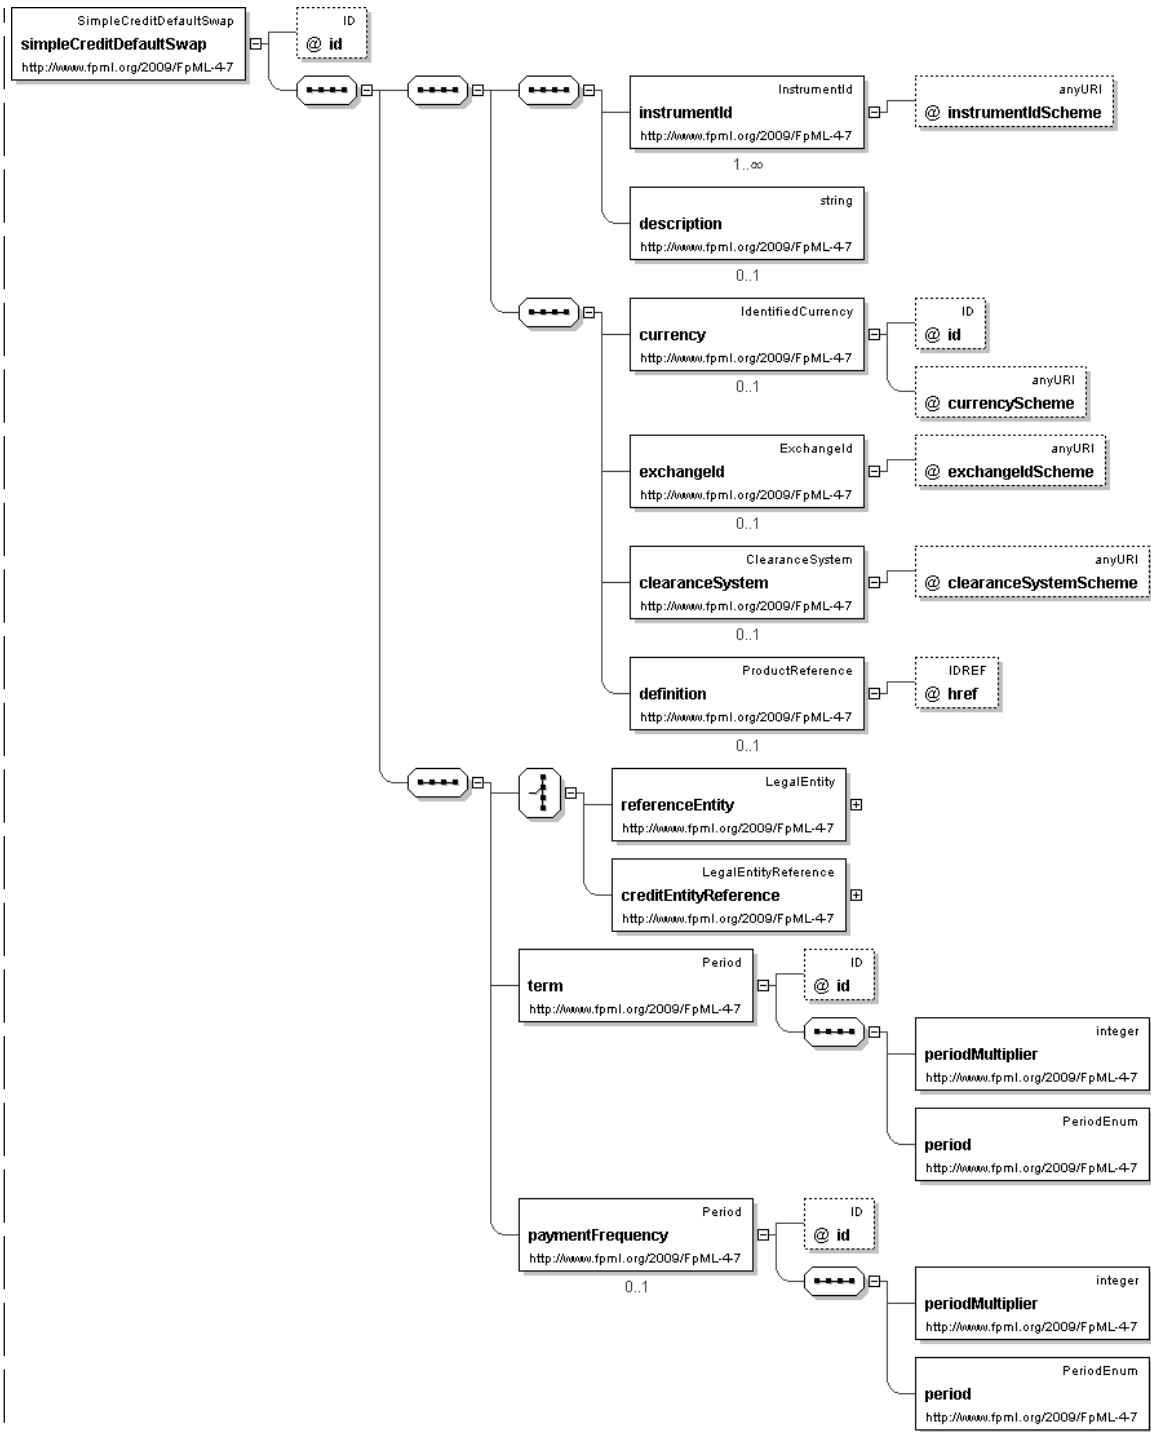 SimpleCreditDefaultSwap
simpleCreditDefaultSwap
http://www.fpml.org/2009/FpML-4-7
ID
@ id
InstrumentId
instrumentId
http://www.fpml.org/2009/FpML-4-7
1..∞
anyURI
@ instrumentIdScheme
string
description
http://www.fpml.org/2009/FpML-4-7
0..1
IdentifiedCurrency
currency
http://www.fpml.org/2009/FpML-4-7
0..1
ID
@ id
anyURI
@ currencyScheme
ExchangeId
exchangeId
http://www.fpml.org/2009/FpML-4-7
0..1
anyURI
@ exchangeIdScheme
ClearanceSystem
clearanceSystem
http://www.fpml.org/2009/FpML-4-7
0..1
anyURI
@ clearanceSystemScheme
ProductReference
definition
http://www.fpml.org/2009/FpML-4-7
0..1
IDREF
@ href
LegalEntity
referenceEntity
http://www.fpml.org/2009/FpML-4-7
LegalEntityReference
creditEntityReference
http://www.fpml.org/2009/FpML-4-7
Period
term
http://www.fpml.org/2009/FpML-4-7
ID
@ id
integer
periodMultiplier
http://www.fpml.org/2009/FpML-4-7
PeriodEnum
period
http://www.fpml.org/2009/FpML-4-7
Period
paymentFrequency
http://www.fpml.org/2009/FpML-4-7
0..1
ID
@ id
integer
periodMultiplier
http://www.fpml.org/2009/FpML-4-7
PeriodEnum
period
http://www.fpml.org/2009/FpML-4-7